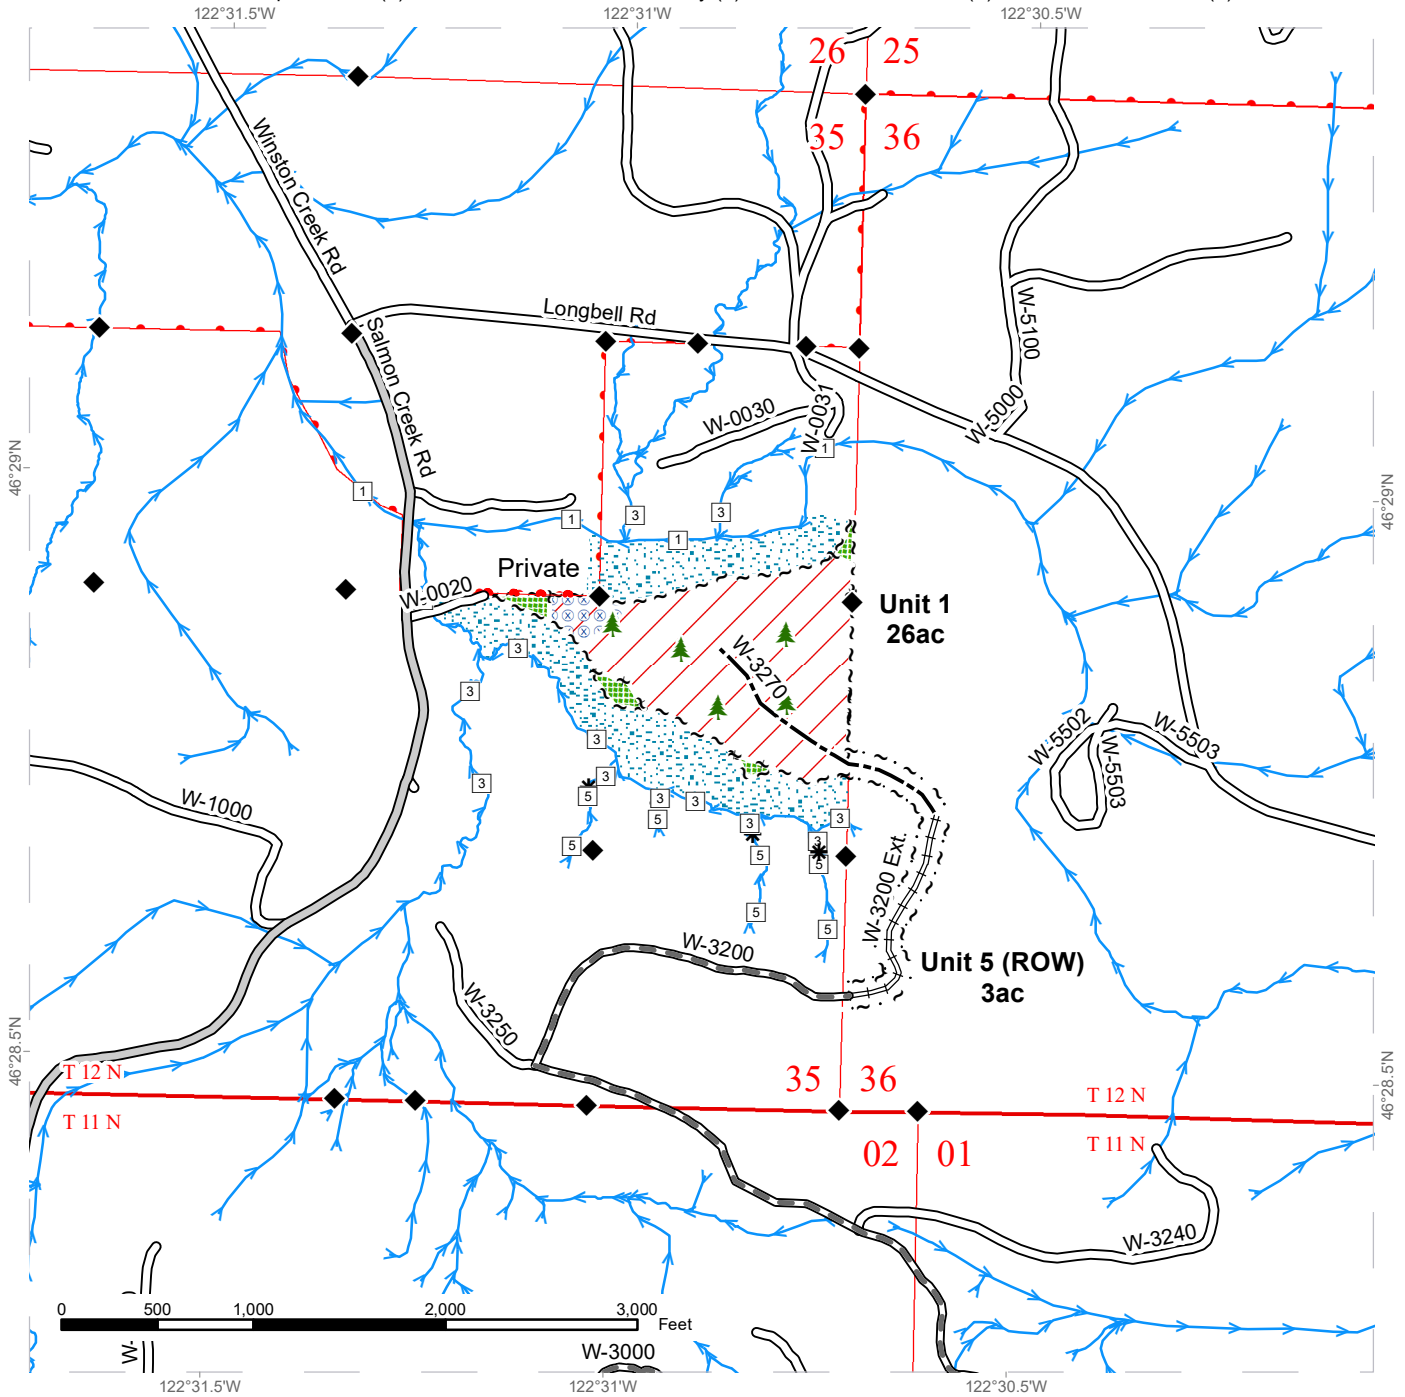 122°31.5'W
122°31'W
122°30.5'W
26
25
35
36
Winston Creek Rd
Longbell Rd
Salmon Creek Rd
W-5100
W-0030
W-0031
W-5000
46°29'N
46°29'N
1
1
1
3
3
1
Private
W-0020
Unit 1
26ac
3
3
W-3270
3
3
3
5
3
3
5
3
3
3
5
5
5
5
5
W-5502
W-5503
W-5503
W-1000
W-3200 Ext.
W-3200
Unit 5 (ROW)
3ac
W-3250
46°28.5'N
46°28.5'N
T 12 N
T 11 N
35
36
T 12 N
T 11 N
02
01
W-3240
0
500
1,000
2,000
3,000
Feet
W-
W-3000
122°31.5'W
122°31'W
122°30.5'W